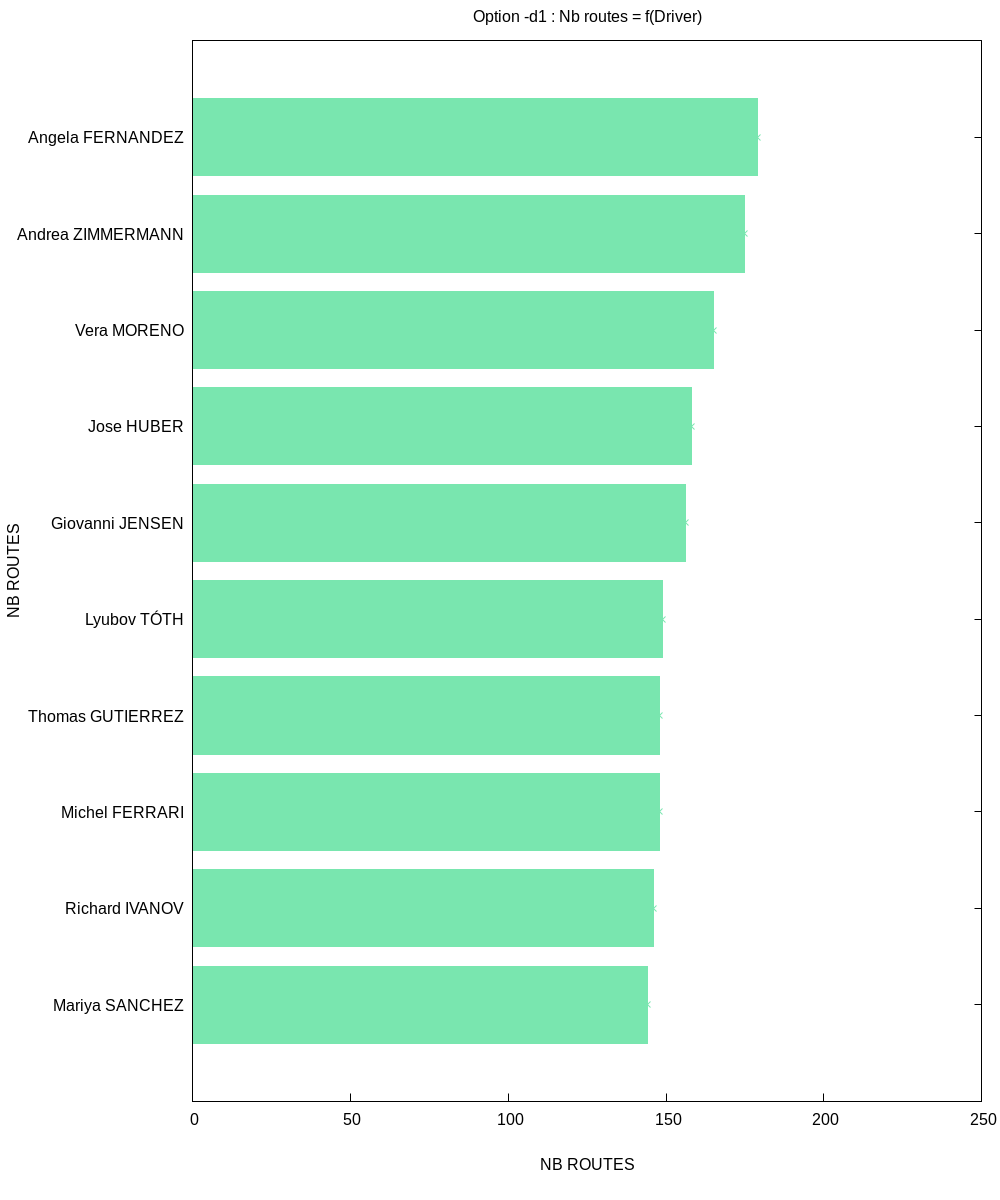 Option -d1 : Nb routes = f(Driver)
Angela FERNANDEZ
Andrea ZIMMERMANN
Vera MORENO
Jose HUBER
Giovanni JENSEN
Lyubov TÓTH
Thomas GUTIERREZ
Michel FERRARI
Richard IVANOV
Mariya SANCHEZ
NB ROUTES
0 50 100 150 200 250
NB ROUTES